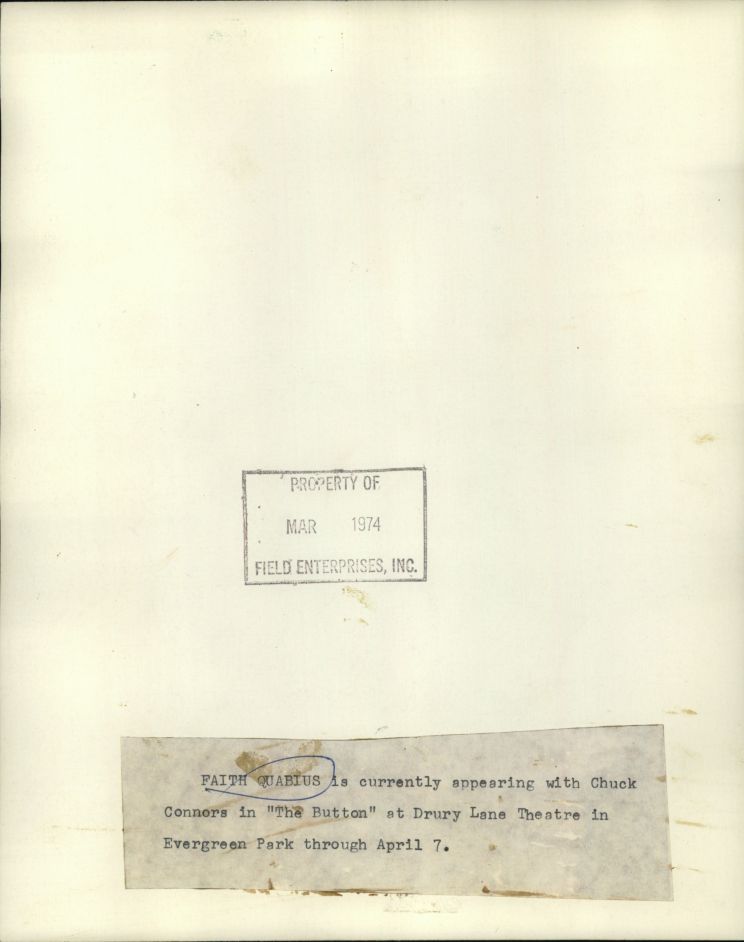 PROPERTY OF
MAR 1974
FIELD ENTERPRISES, INC.
FAITH QUABIUS is currently appearing with Chuck
Connors in "The Button" at Drury Lane Theatre in
Evergreen Park through April 7.